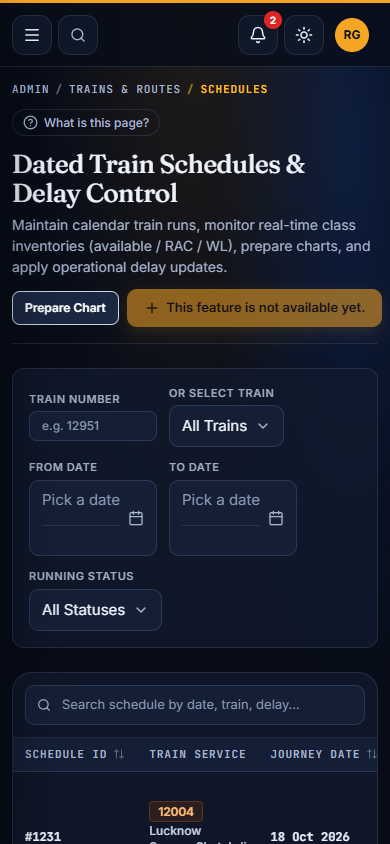 2
RG
ADMIN / TRAINS & ROUTES / SCHEDULES
What is this page?
Dated Train Schedules &
Delay Control
Maintain calendar train runs, monitor real-time class
inventories (available / RAC / WL), prepare charts, and
apply operational delay updates.
Prepare Chart
This feature is not available yet.
TRAIN NUMBER
OR SELECT TRAIN
e.g. 12951
All Trains
FROM DATE
TO DATE
Pick a date
Pick a date
RUNNING STATUS
All Statuses
Search schedule by date, train, delay...
SCHEDULE ID
TRAIN SERVICE
JOURNEY DATE
12004
Lucknow
#1231
18 Oct 2026